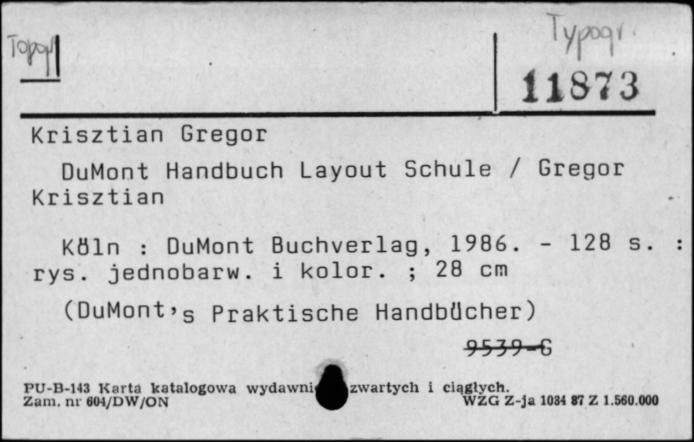 Topogr
Typogr.
11873
Krisztian Gregor
DuMont Handbuch Layout Schule / Gregor
Krisztian
Köln : DuMont Buchverlag, 1986. - 128 s. :
rys. jednobarw. i kolor. ; 28 cm
(DuMont's Praktische Handbücher)
9539-G
PU-B-143 Karta katalogowa wydawni zwartych i ciągłych.
Zam. nr 604/DW/ON WZG Z-ja 1034 87 Z 1.560.000